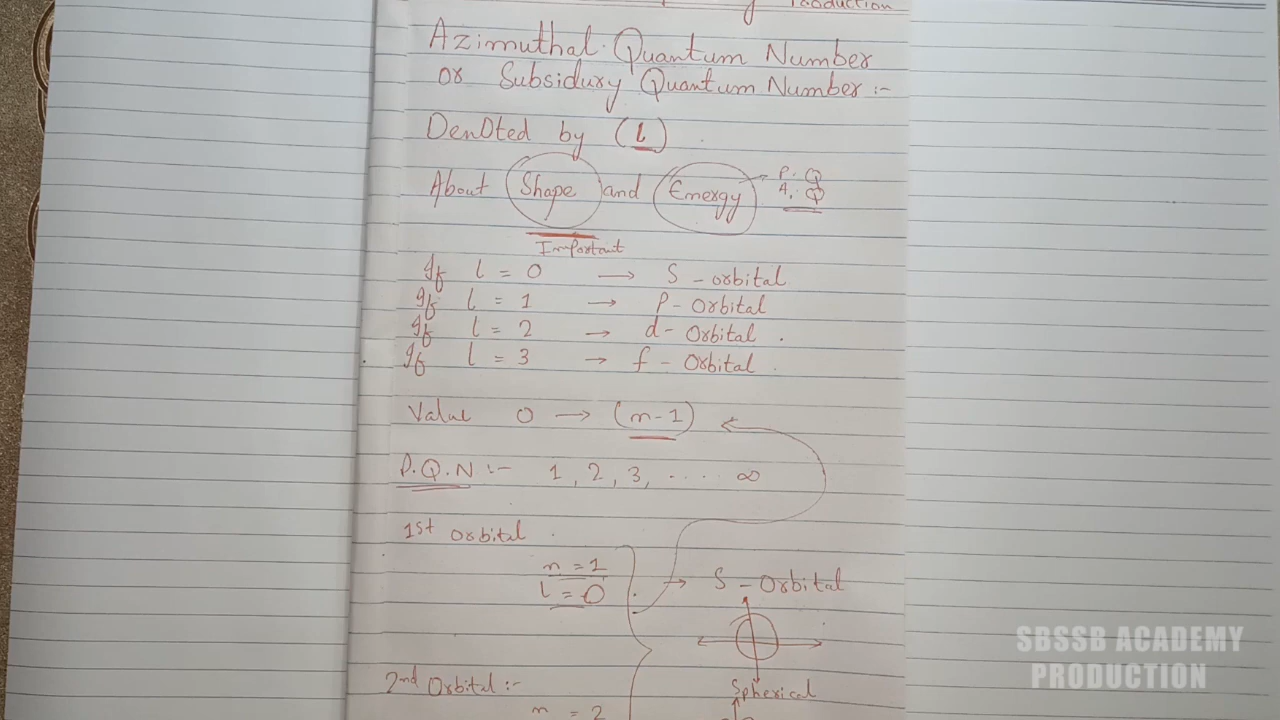 Production
Azimuthal Quantum Number
or Subsidury Quantum Number :-
Denoted by (l)
About Shape and Energy → P. Q
A. Q
Important
If l = 0 → S - orbital
If l = 1 → P - Orbital
If l = 2 → d - Orbital .
If l = 3 → f - Orbital .
Value 0 → (n-1)
P.Q.N :- 1, 2, 3, .... ∞
1st Orbital
n = 1
l = 0 → S - Orbital
Spherical
2nd Orbital :-
n = 2
SBSSB ACADEMY
PRODUCTION